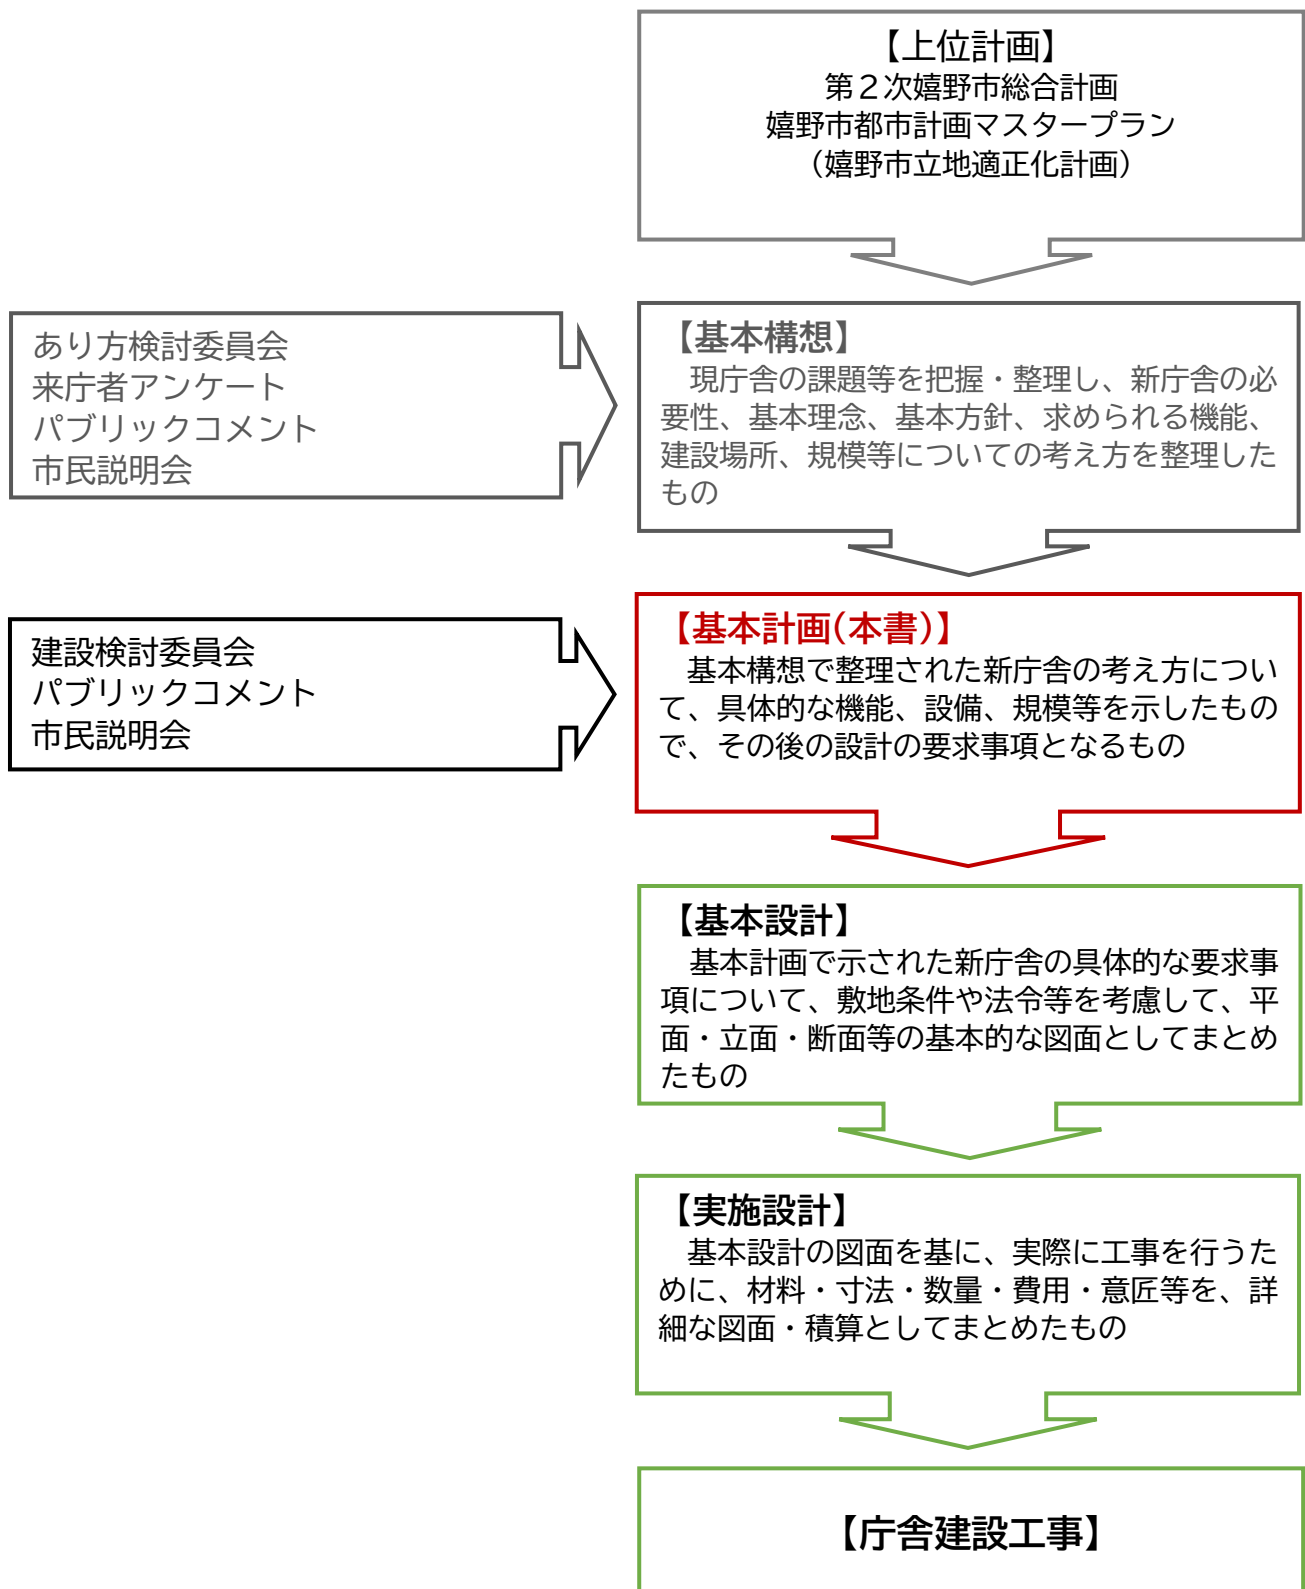 【上位計画】
第２次嬉野市総合計画
嬉野市都市計画マスタープラン
（嬉野市立地適正化計画）
あり方検討委員会
来庁者アンケート
パブリックコメント
市民説明会
【基本構想】
　現庁舎の課題等を把握・整理し、新庁舎の必
要性、基本理念、基本方針、求められる機能、
建設場所、規模等についての考え方を整理した
もの
建設検討委員会
パブリックコメント
市民説明会
【基本計画(本書)】
　基本構想で整理された新庁舎の考え方につい
て、具体的な機能、設備、規模等を示したもの
で、その後の設計の要求事項となるもの
【基本設計】
　基本計画で示された新庁舎の具体的な要求事
項について、敷地条件や法令等を考慮して、平
面・立面・断面等の基本的な図面としてまとめ
たもの
【実施設計】
　基本設計の図面を基に、実際に工事を行うた
めに、材料・寸法・数量・費用・意匠等を、詳
細な図面・積算としてまとめたもの
【庁舎建設工事】